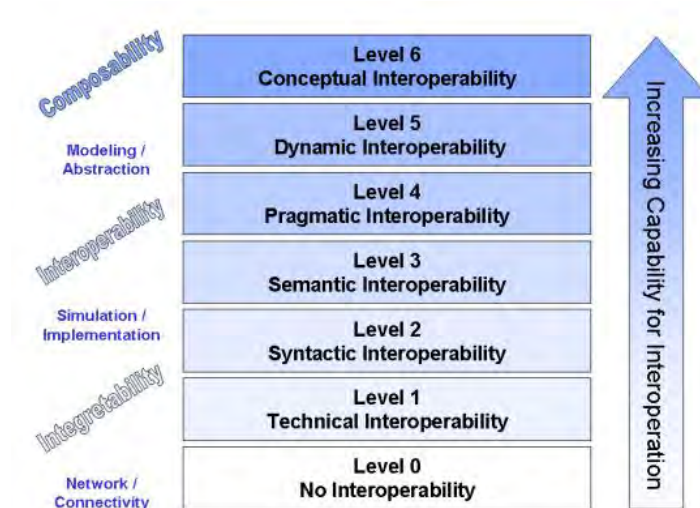 Composability
Level 6
Conceptual Interoperability
Level 5
Dynamic Interoperability
Modeling /
Abstraction
Level 4
Pragmatic Interoperability
Interoperability
Level 3
Semantic Interoperability
Simulation /
Implementation
Level 2
Syntactic Interoperability
Integretability
Level 1
Technical Interoperability
Level 0
No Interoperability
Network /
Connectivity
Increasing Capability for Interoperation